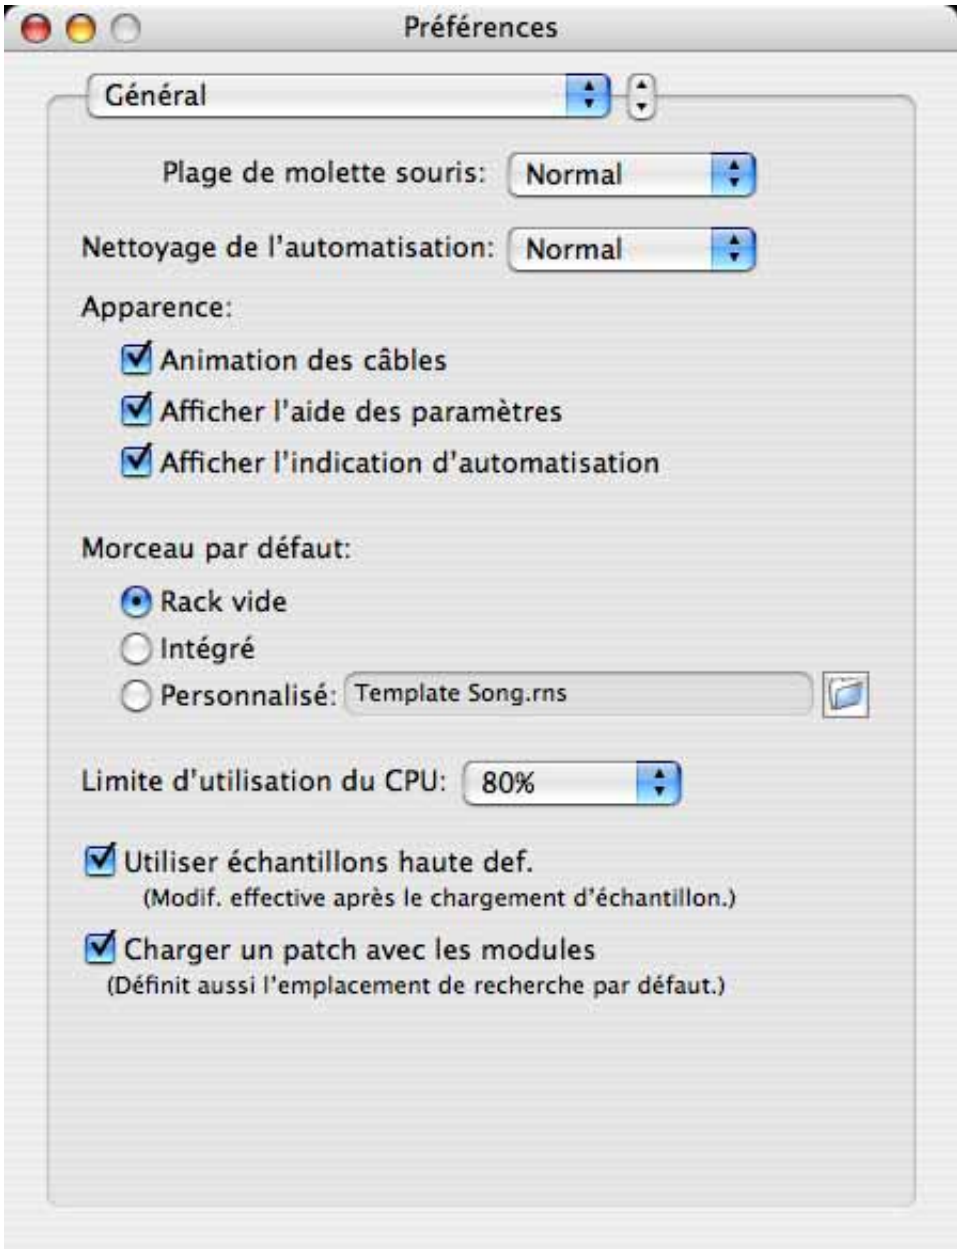 Préférences
Général
Plage de molette souris: Normal
Nettoyage de l'automatisation: Normal
Apparence:
Animation des câbles
Afficher l'aide des paramètres
Afficher l'indication d'automatisation
Morceau par défaut:
Rack vide
Intégré
Personnalisé: Template Song.rns
Limite d'utilisation du CPU: 80%
Utiliser échantillons haute def.
(Modif. effective après le chargement d'échantillon.)
Charger un patch avec les modules
(Définit aussi l'emplacement de recherche par défaut.)